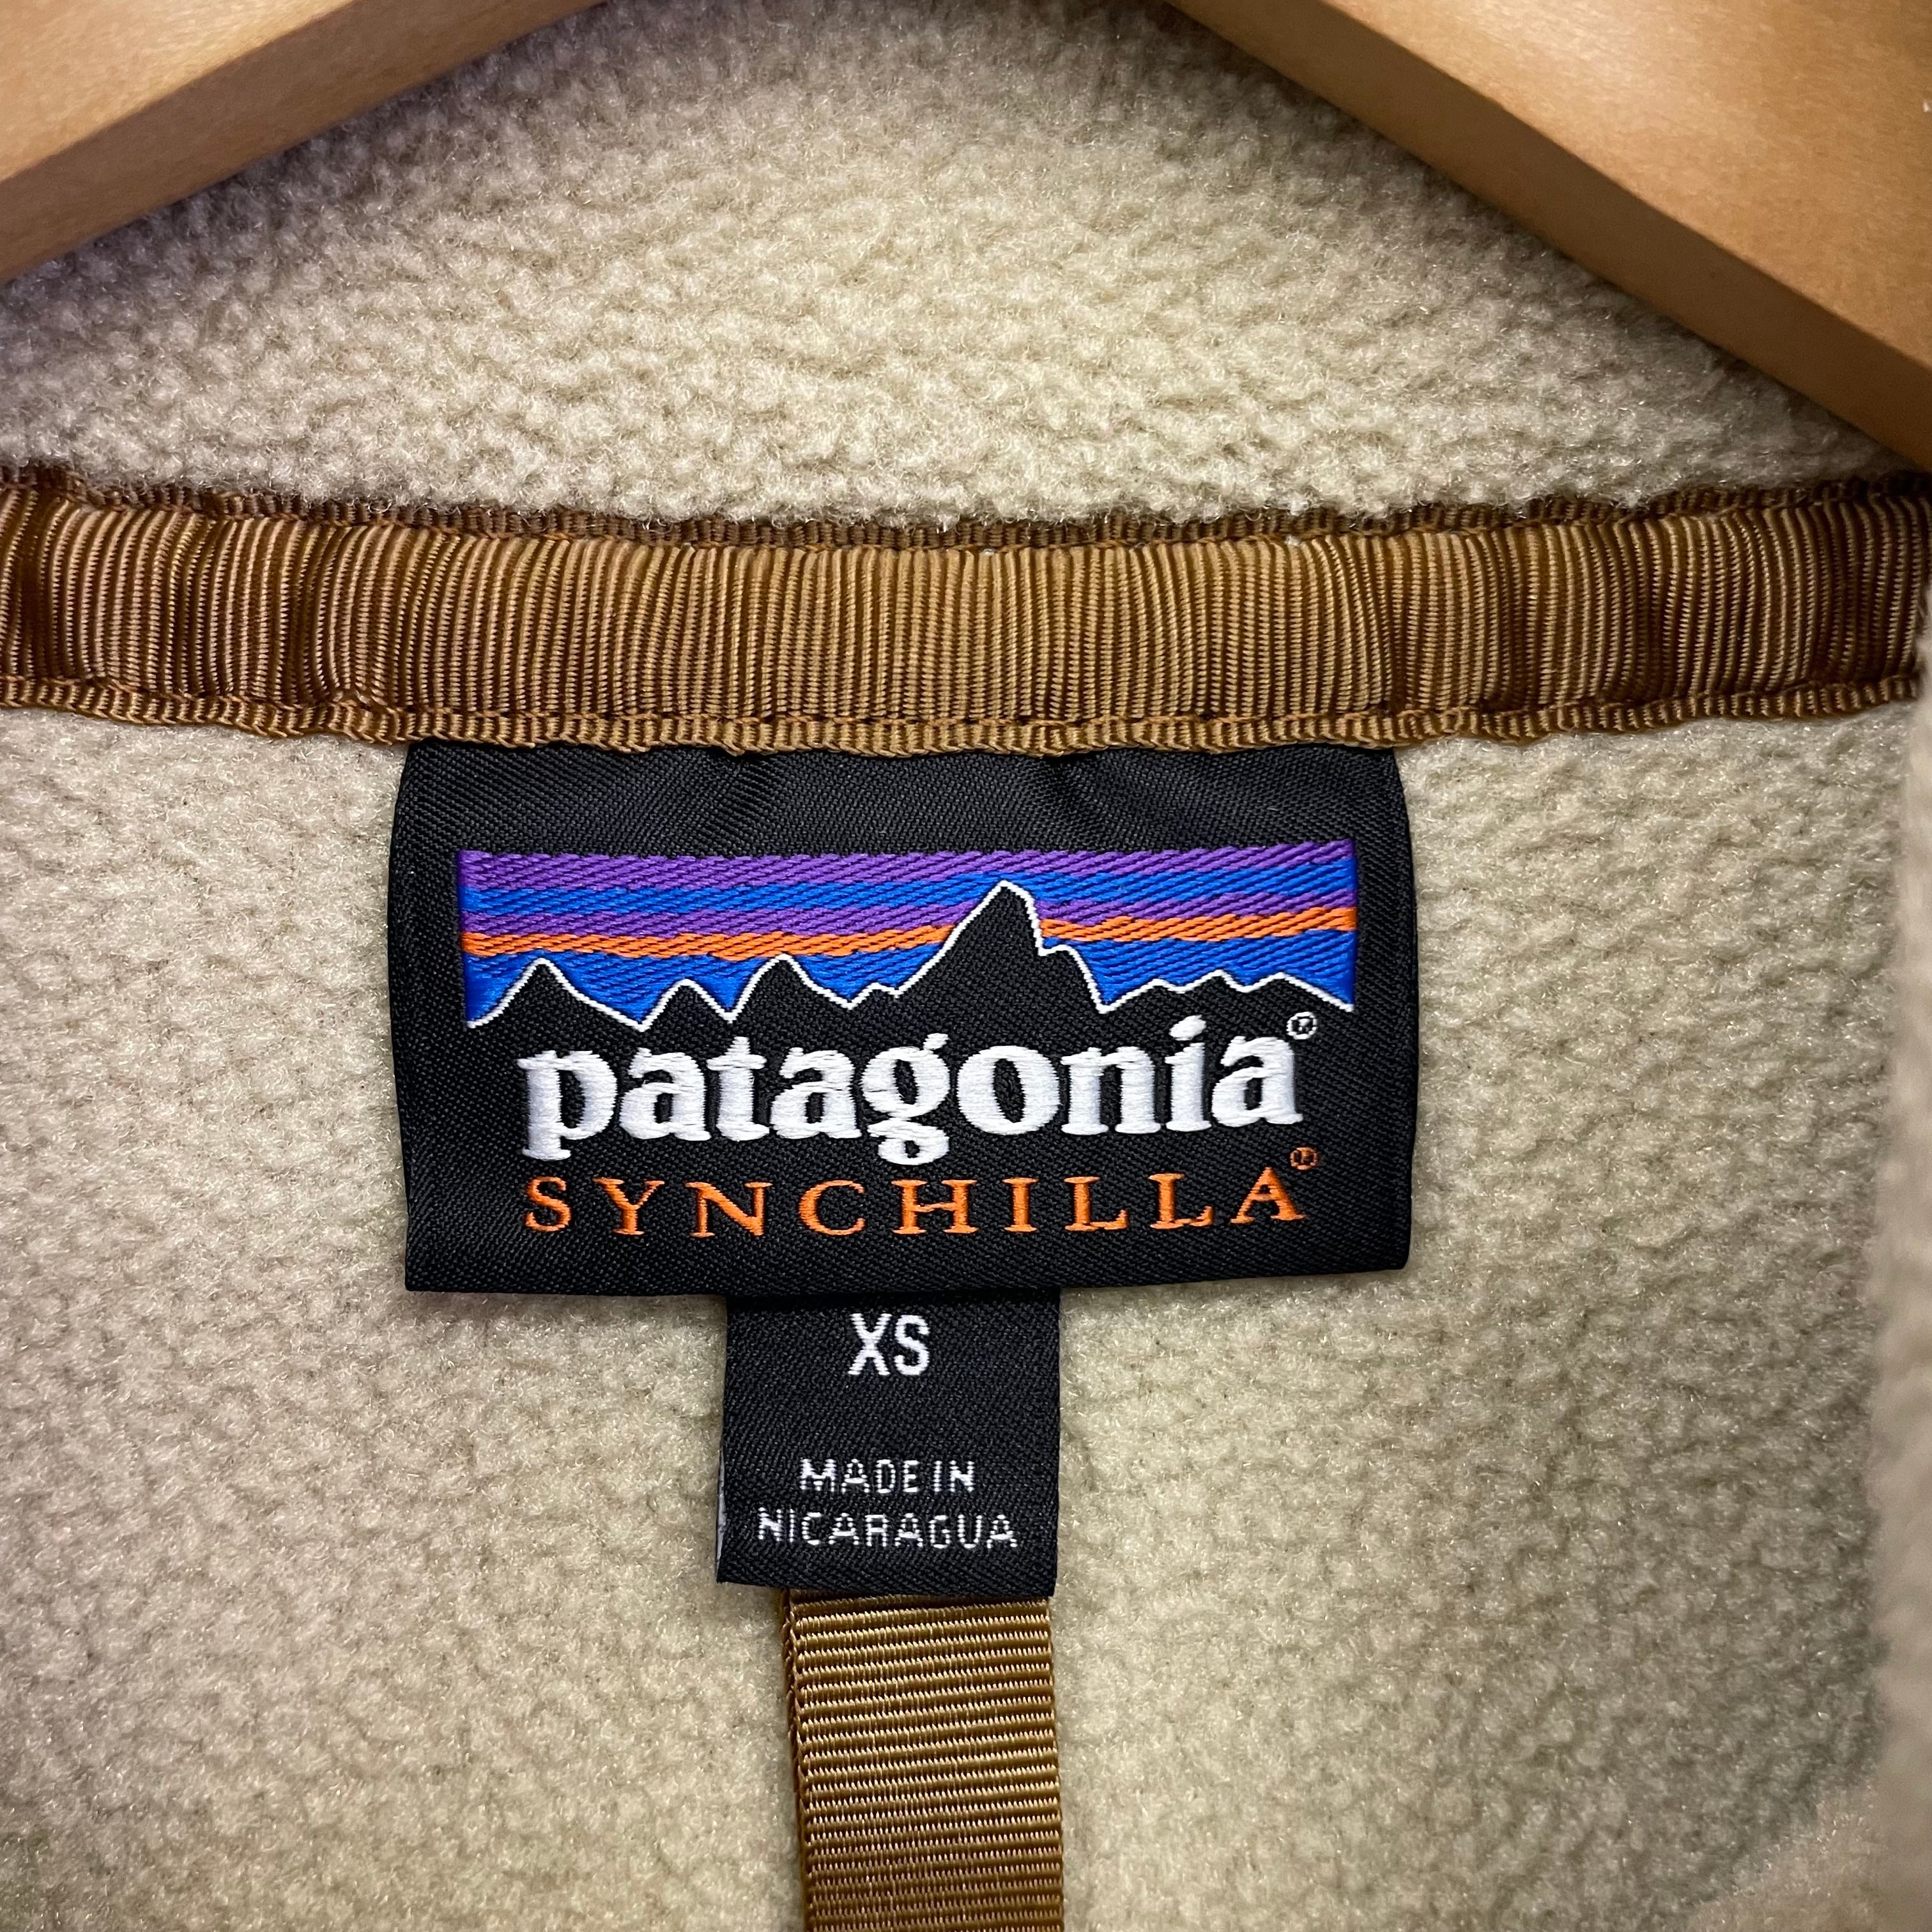 patagonia®
SYNCHILLA®
XS
MADE IN
NICARAGUA